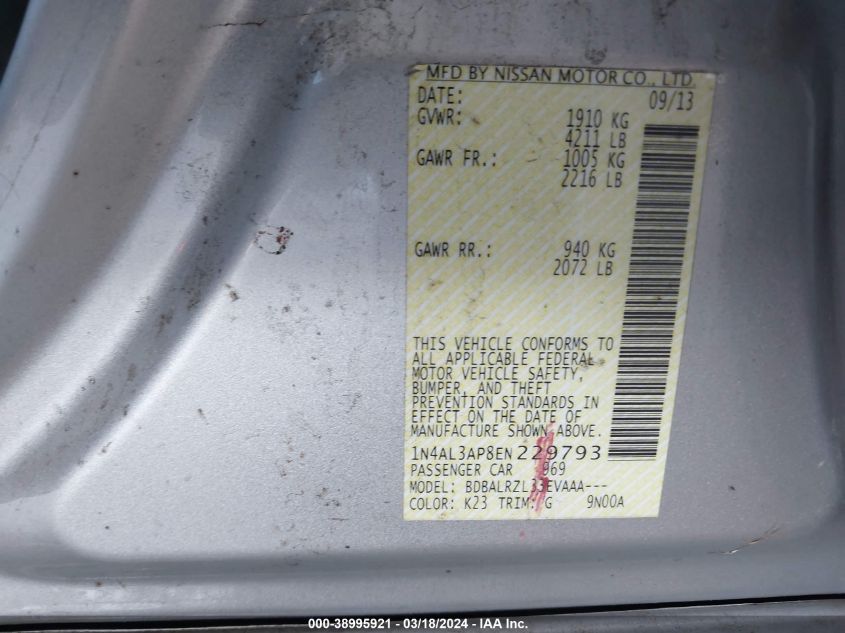 MFD BY NISSAN MOTOR CO., LTD.
DATE: 09/13
GVWR: 1910 KG
4211 LB
GAWR FR.: 1005 KG
2216 LB
GAWR RR.: 940 KG
2072 LB
THIS VEHICLE CONFORMS TO
ALL APPLICABLE FEDERAL
MOTOR VEHICLE SAFETY,
BUMPER, AND THEFT
PREVENTION STANDARDS IN
EFFECT ON THE DATE OF
MANUFACTURE SHOWN ABOVE.
1N4AL3AP8EN 229793
PASSENGER CAR 969
MODEL: BDBALRZL33EVAAA---
COLOR: K23 TRIM: G 9N00A
000-38995921 - 03/18/2024 - IAA Inc.